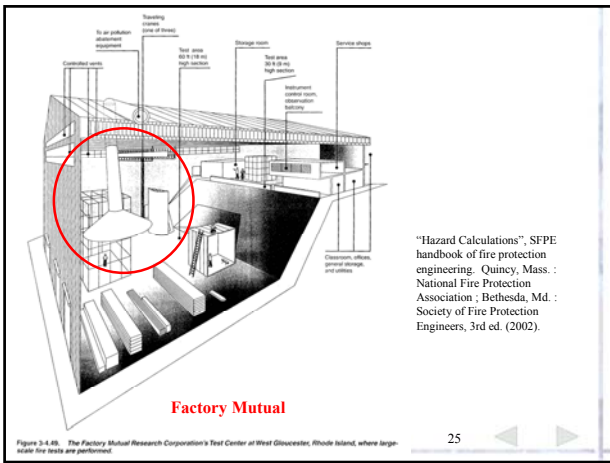 Traveling
cranes
(one of three)
To air pollution
abatement
equipment
Controlled vents
Test area
60 ft (18 m)
high section
Storage room
Test area
30 ft (9 m)
high section
Service shops
Instrument
control room,
observation
balcony
Classroom, offices,
general storage,
and utilities
“Hazard Calculations”, SFPE
handbook of fire protection
engineering. Quincy, Mass. :
National Fire Protection
Association ; Bethesda, Md. :
Society of Fire Protection
Engineers, 3rd ed. (2002).
Factory Mutual
Figure 3-4.49. The Factory Mutual Research Corporation's Test Center at West Gloucester, Rhode Island, where large-
scale fire tests are performed.
25